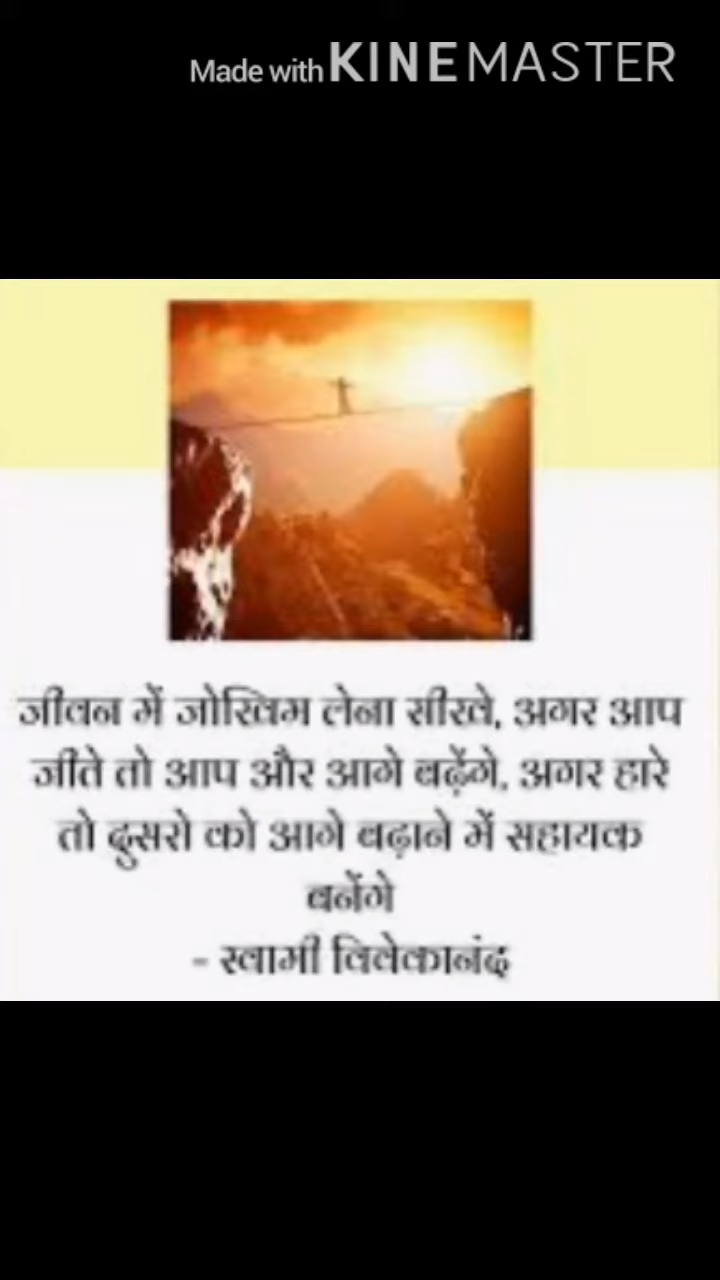 Made with KINEMASTER
जीवन में जोखिम लेना सीखे, अगर आप
जीते तो आप और आगे बढ़ेंगे, अगर हारे
तो दुसरो को आगे बढ़ाने में सहायक
बनेंगे
- स्वामी विवेकानंद